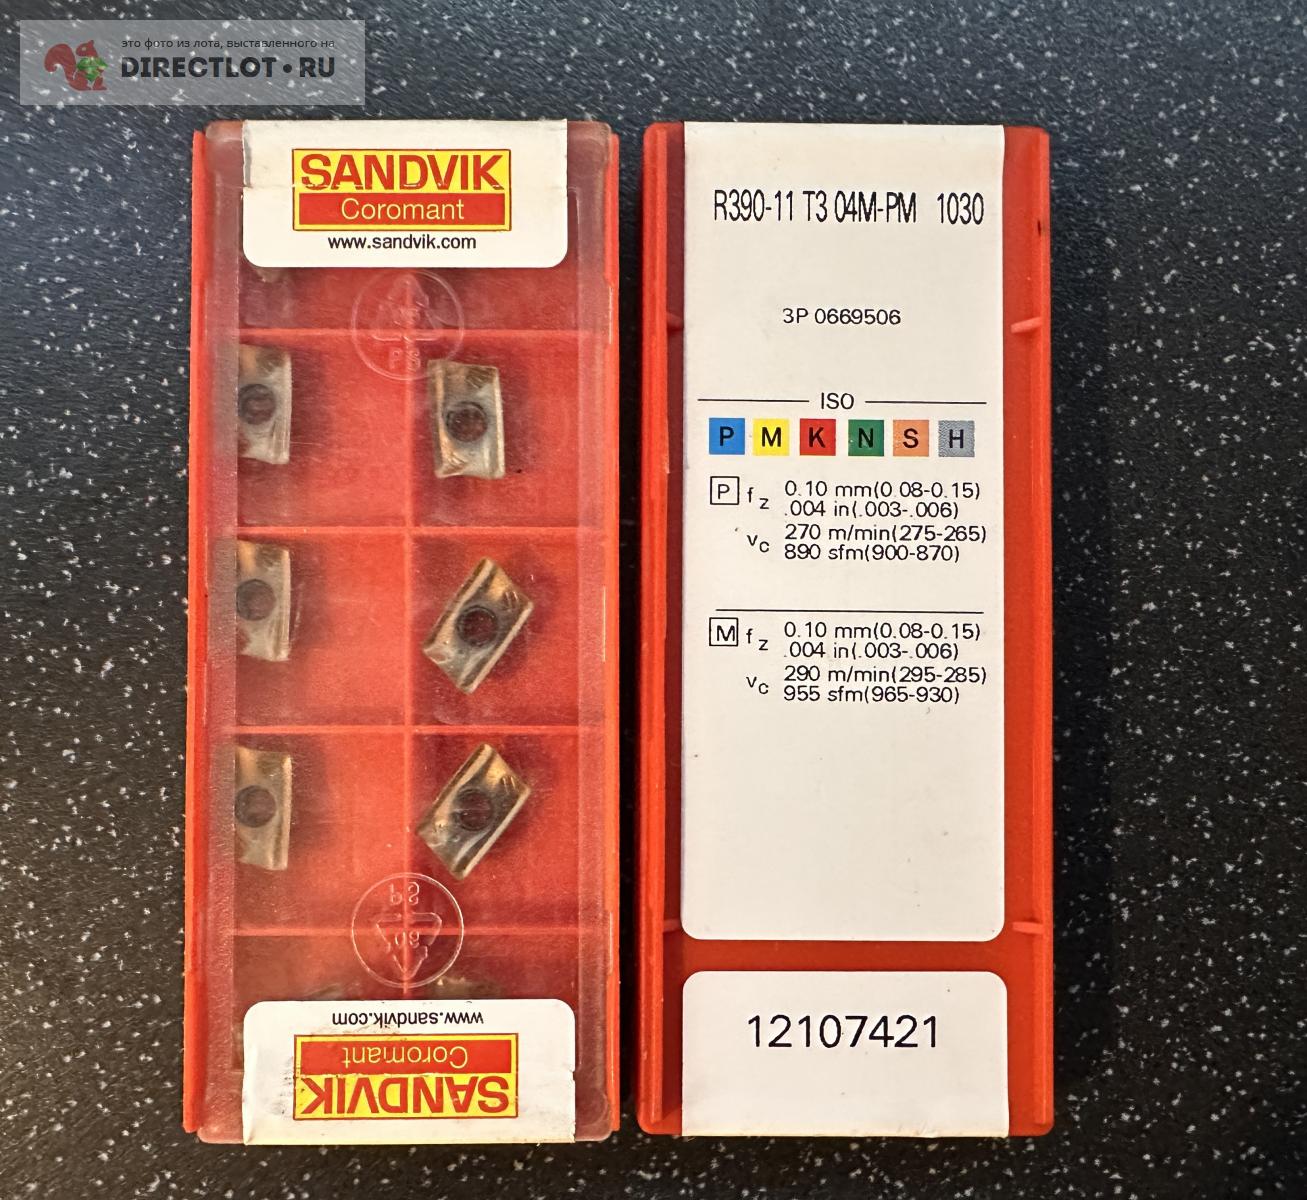 это фото из лота, выставленного на
DIRECTLOT•RU
SANDVIK
Coromant
www.sandvik.com
PS
PS
www.sandvik.com
Coromant
SANDVIK
R390-11 T3 04M-PM 1030
3P 0669506
ISO
P M K N S H
P fz 0.10 mm(0.08-0.15)
.004 in(.003-.006)
vc 270 m/min(275-265)
890 sfm(900-870)
M fz 0.10 mm(0.08-0.15)
.004 in(.003-.006)
vc 290 m/min(295-285)
955 sfm(965-930)
12107421